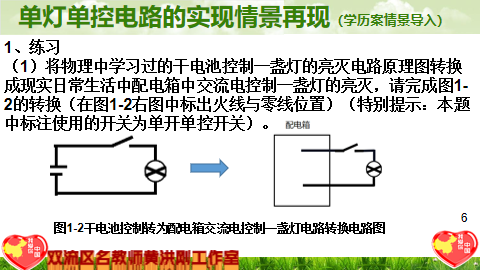 单灯单控电路的实现情景再现（学历案情景导入）
1、练习
（1）将物理中学习过的干电池控制一盏灯的亮灭电路原理图转换
成现实日常生活中配电箱中交流电控制一盏灯的亮灭，请完成图1-
2的转换（在图1-2右图中标出火线与零线位置）（特别提示：本题
中标注使用的开关为单开单控开关）。
配电箱
图1-2干电池控制转为配电箱交流电控制一盏灯电路转换电路图
6
双流区名教师黄洪刚工作室